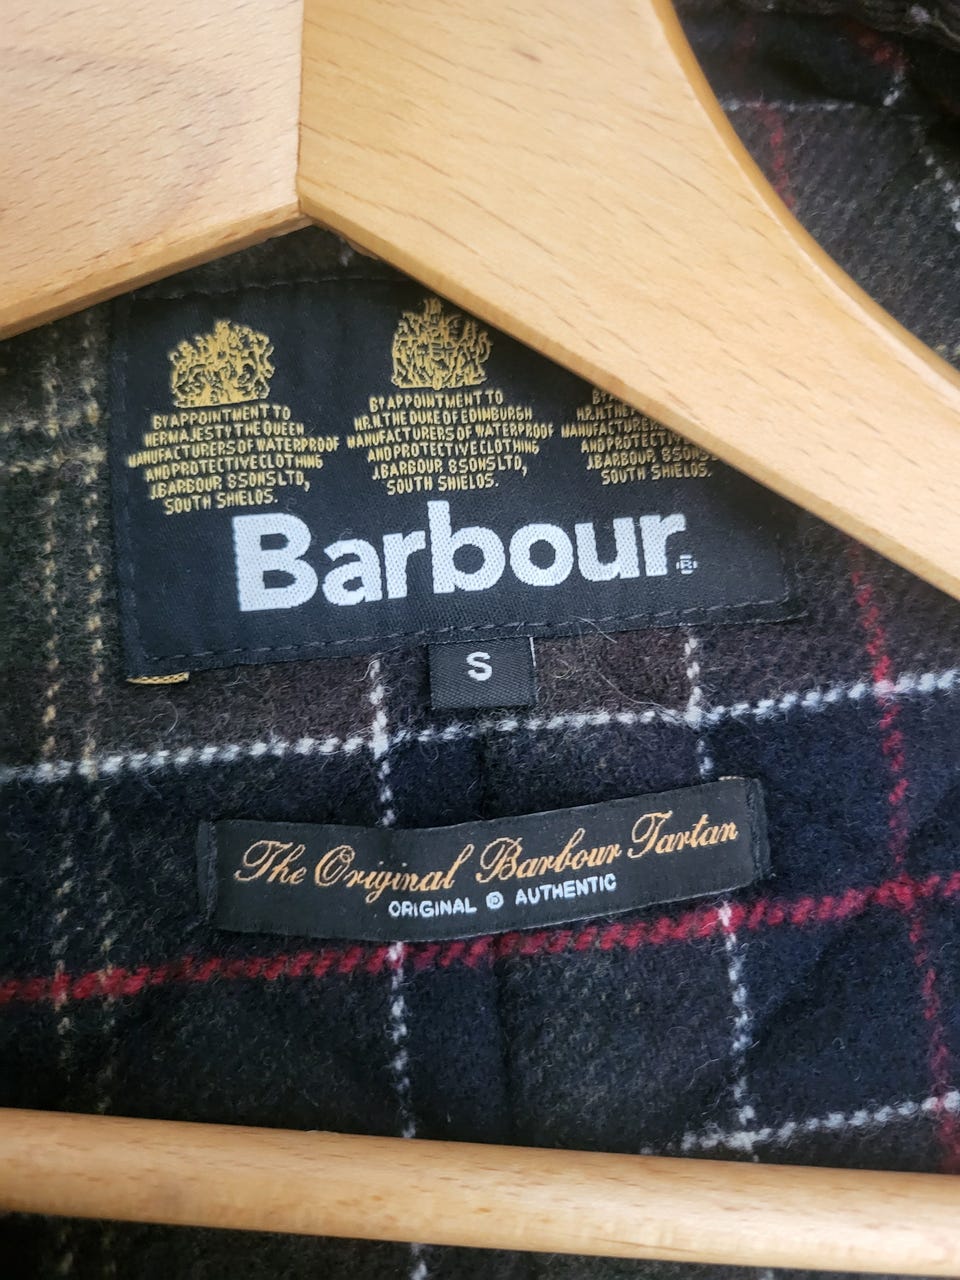 BY APPOINTMENT TO
HER MAJESTY THE QUEEN
MANUFACTURERS OF WATERPROOF
AND PROTECTIVE CLOTHING
J.BARBOUR & SONS LTD,
SOUTH SHIELDS.
BY APPOINTMENT TO
H.R.H. THE DUKE OF EDINBURGH
MANUFACTURERS OF WATERPROOF
AND PROTECTIVE CLOTHING
J.BARBOUR & SONS LTD,
SOUTH SHIELDS.
H.R.H. THE
MANUFACTURERS
AND PROTECTIVE
J.BARBOUR & SONS
SOUTH SHIELDS.
Barbour®
S
The Original Barbour Tartan
ORIGINAL ® AUTHENTIC